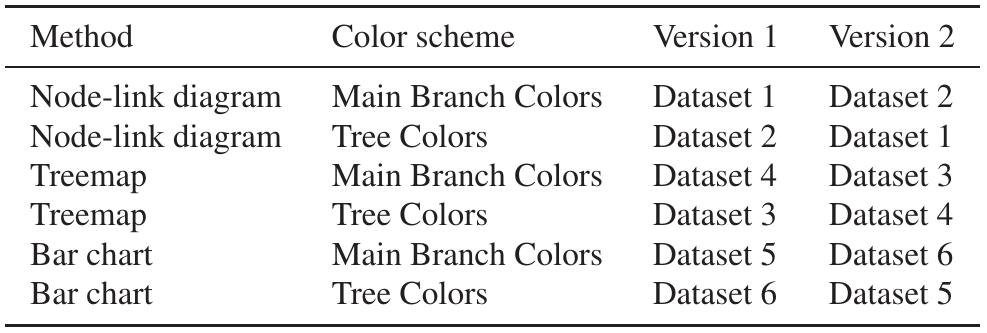 Method Color scheme Version 1 Version 2
Node-link diagram Main Branch Colors Dataset 1 Dataset 2
Node-link diagram Tree Colors Dataset 2 Dataset 1
Treemap Main Branch Colors Dataset 4 Dataset 3
Treemap Tree Colors Dataset 3 Dataset 4
Bar chart Main Branch Colors Dataset 5 Dataset 6
Bar chart Tree Colors Dataset 6 Dataset 5